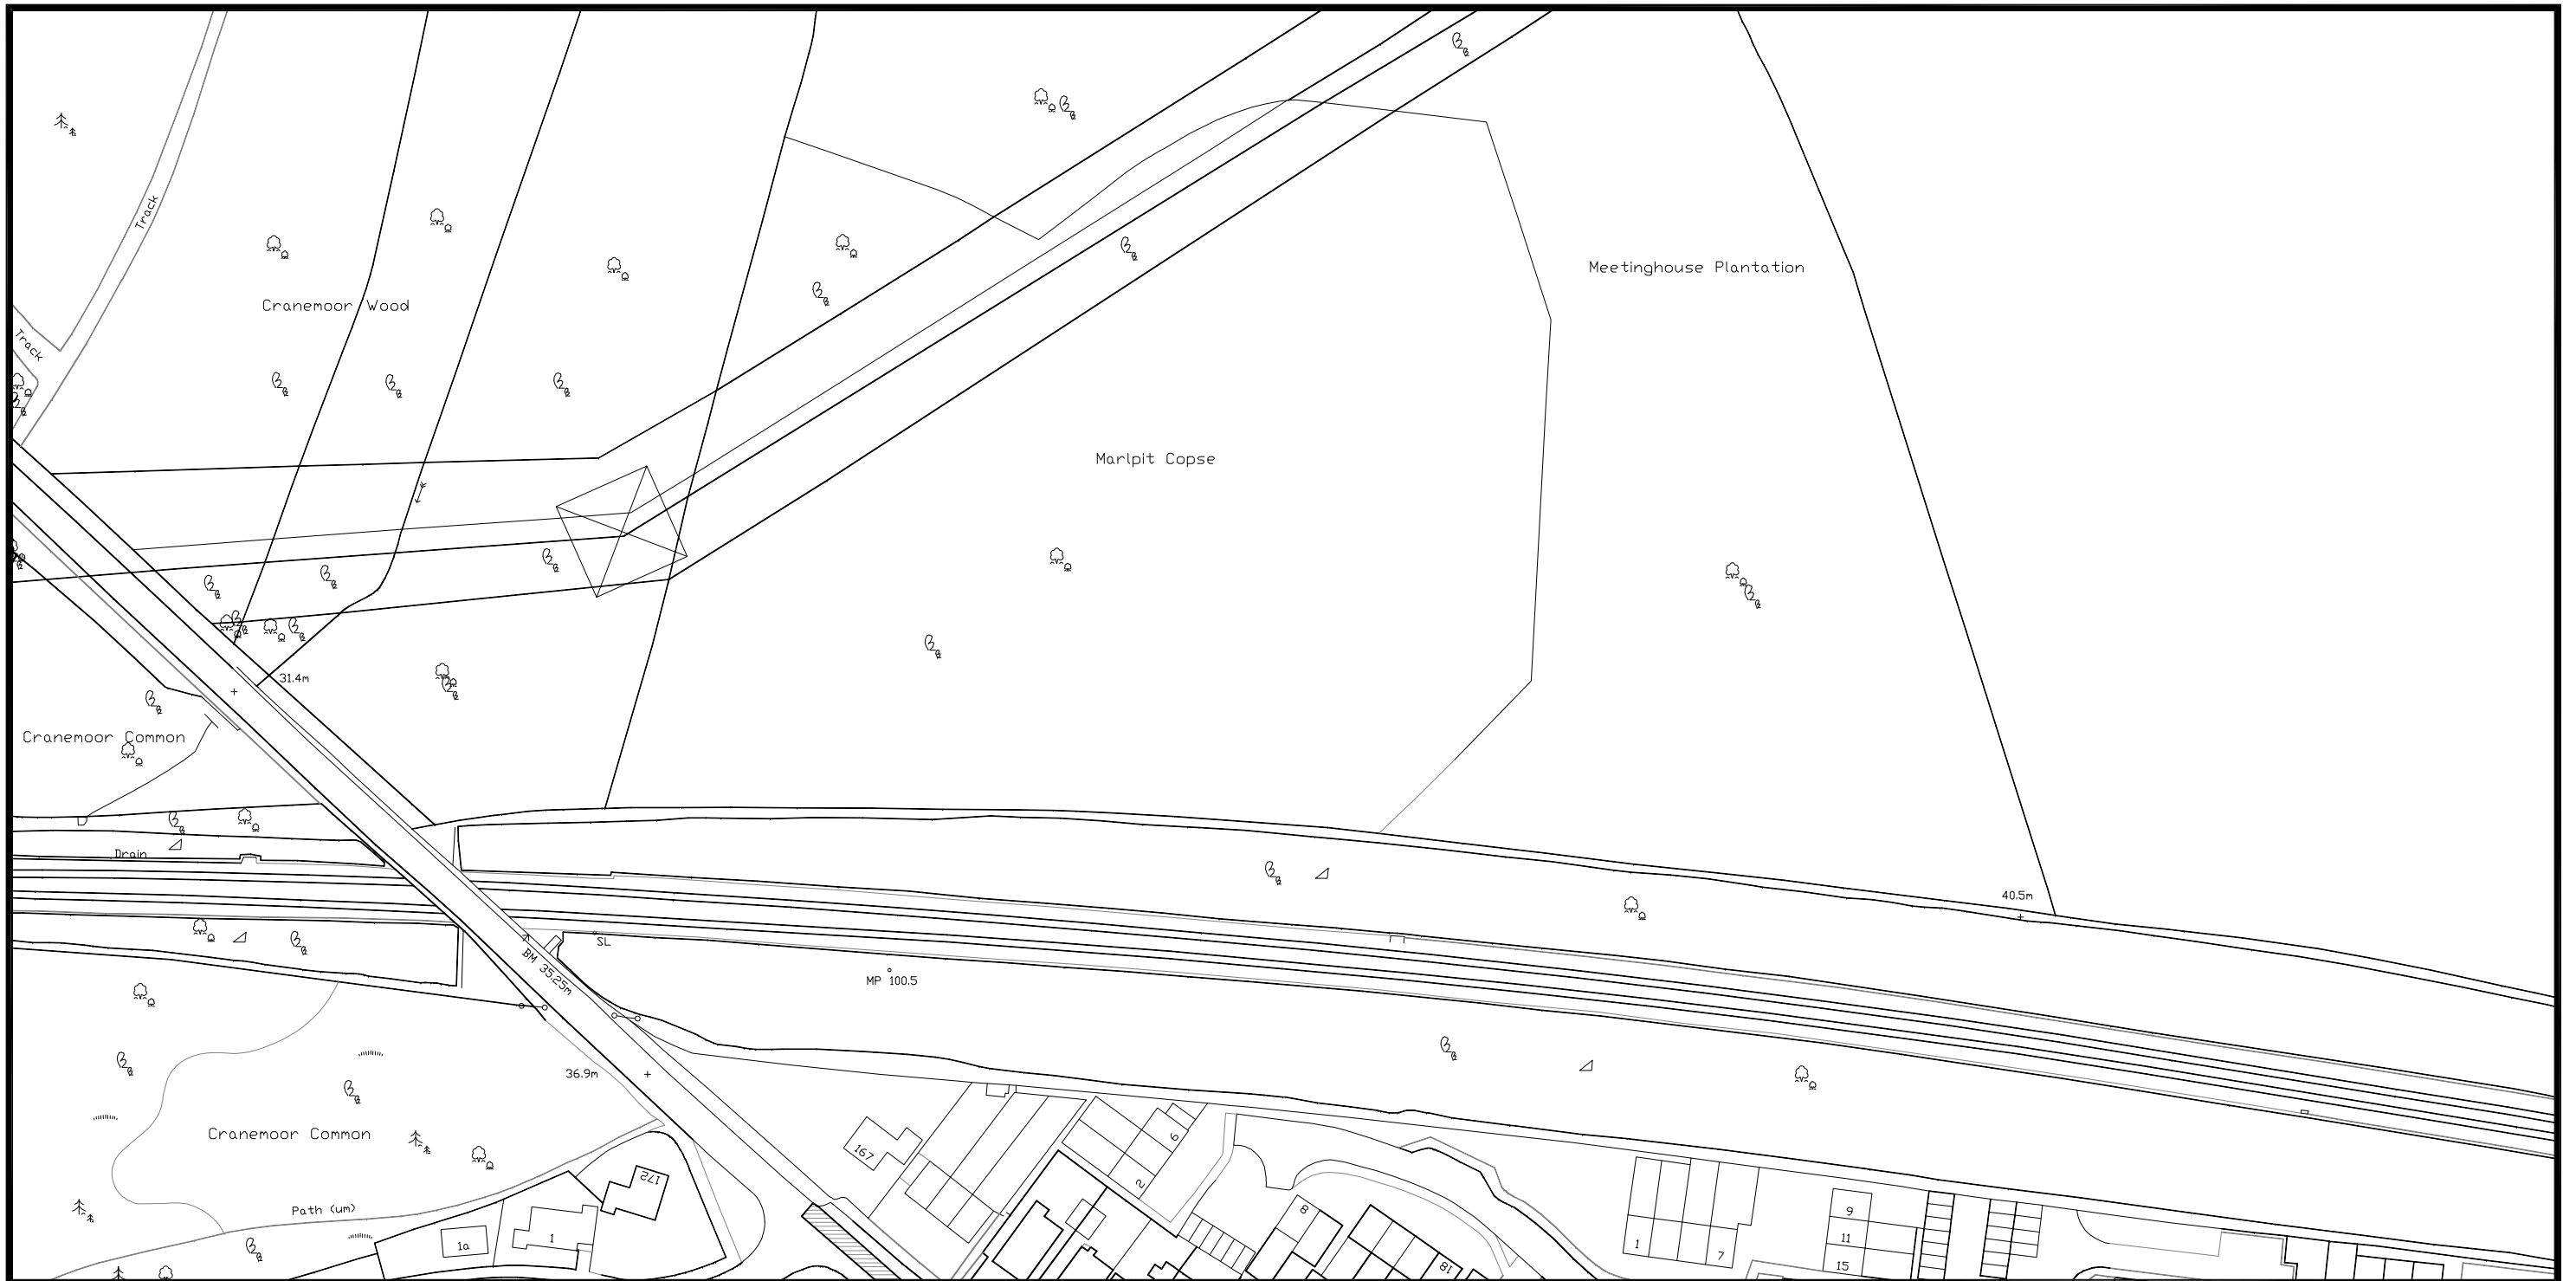 Track
Meetinghouse Plantation
Cranemoor Wood
Track
Marlpit Copse
31.4m
Cranemoor Common
Drain
40.5m
SL
BM 35.25m
MP 100.5
36.9m
Cranemoor Common
167
6
2
172
Path (um)
8
9
1a
1
18
1
7
11
15